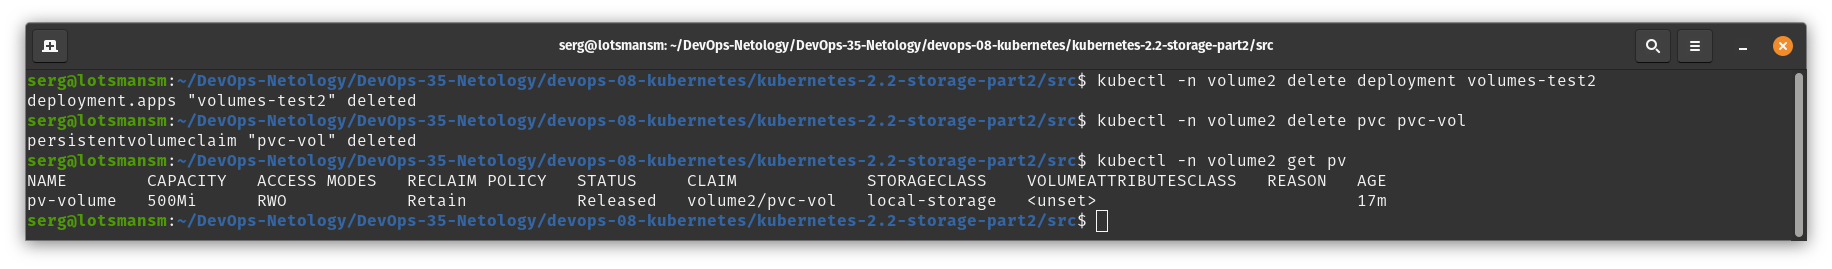 serg@lotsmansm: ~/DevOps-Netology/DevOps-35-Netology/devops-08-kubernetes/kubernetes-2.2-storage-part2/src
serg@lotsmansm:~/DevOps-Netology/DevOps-35-Netology/devops-08-kubernetes/kubernetes-2.2-storage-part2/src$ kubectl -n volume2 delete deployment volumes-test2
deployment.apps "volumes-test2" deleted
serg@lotsmansm:~/DevOps-Netology/DevOps-35-Netology/devops-08-kubernetes/kubernetes-2.2-storage-part2/src$ kubectl -n volume2 delete pvc pvc-vol
persistentvolumeclaim "pvc-vol" deleted
serg@lotsmansm:~/DevOps-Netology/DevOps-35-Netology/devops-08-kubernetes/kubernetes-2.2-storage-part2/src$ kubectl -n volume2 get pv
NAME        CAPACITY   ACCESS MODES   RECLAIM POLICY   STATUS     CLAIM             STORAGECLASS    VOLUMEATTRIBUTESCLASS   REASON   AGE
pv-volume   500Mi      RWO            Retain           Released   volume2/pvc-vol   local-storage   <unset>                          17m
serg@lotsmansm:~/DevOps-Netology/DevOps-35-Netology/devops-08-kubernetes/kubernetes-2.2-storage-part2/src$